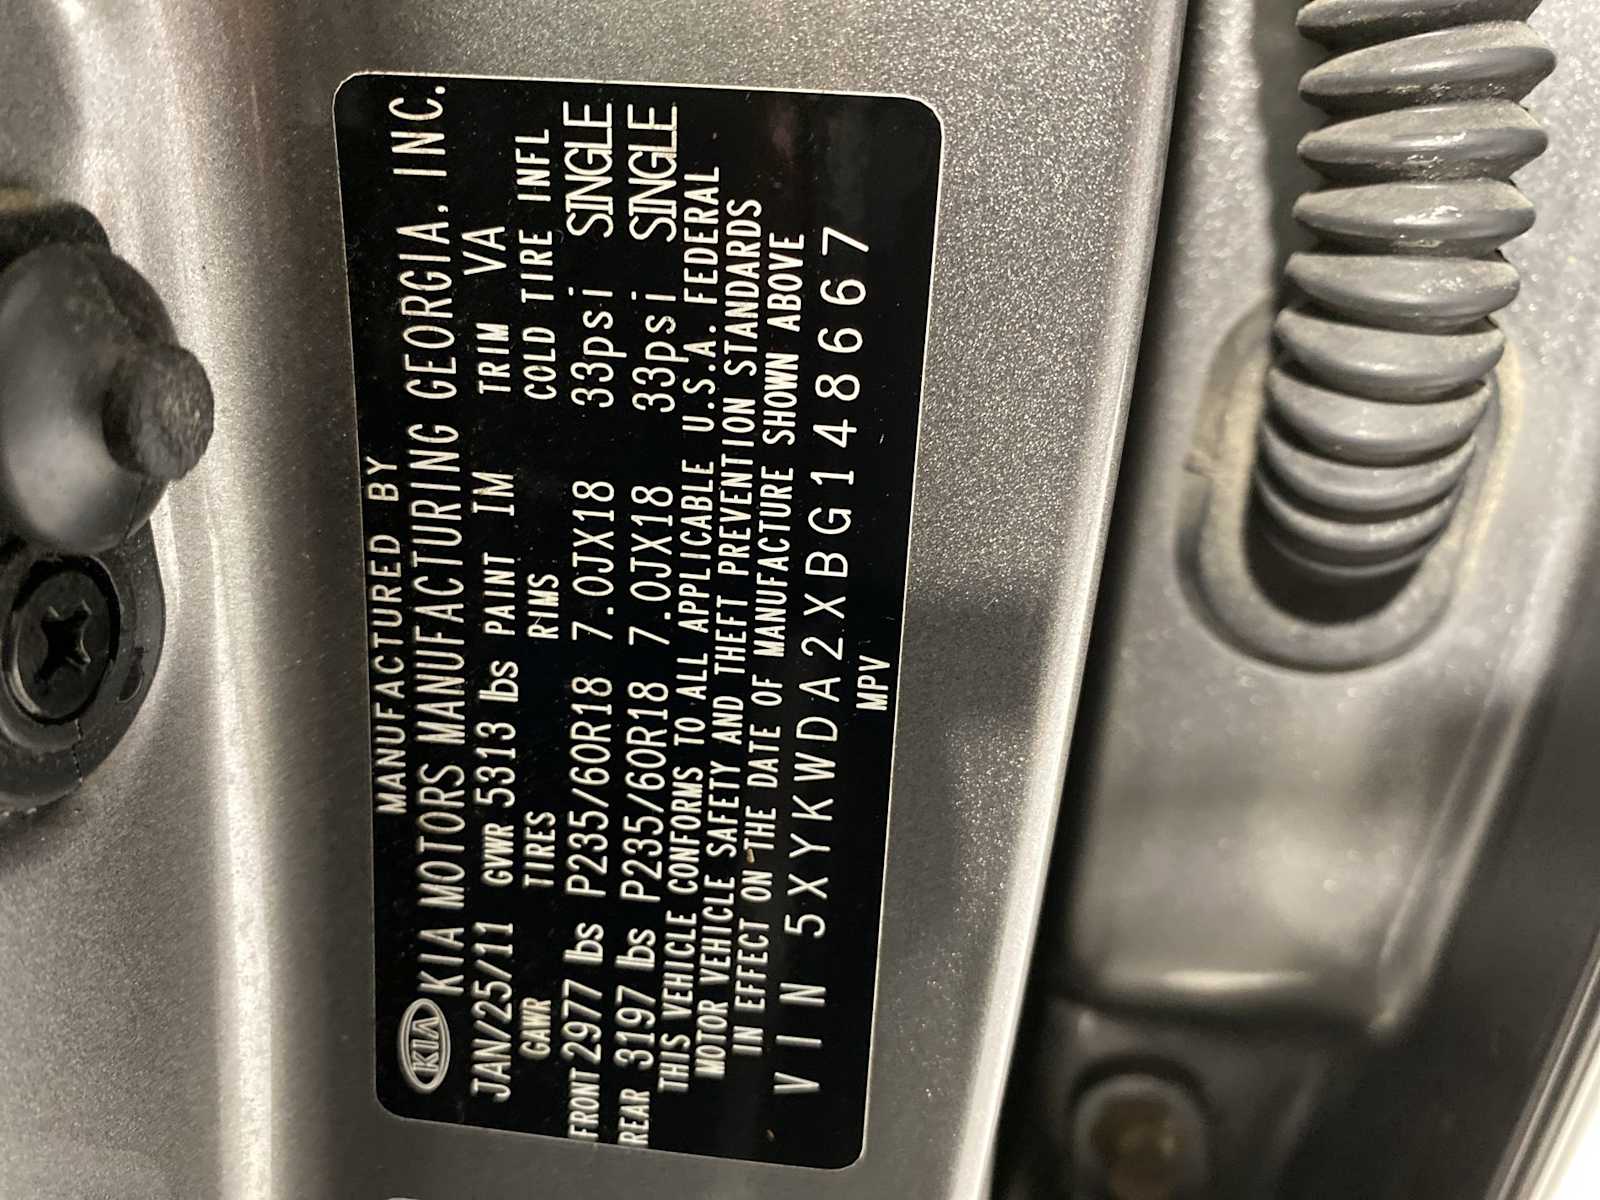 MANUFACTURED BY
KIA KIA MOTORS MANUFACTURING GEORGIA, INC.
JAN/25/11 GVWR 5313 lbs PAINT IM TRIM VA
GAWR TIRES RIMS COLD TIRE INFL
FRONT 2977 lbs P235/60R18 7.0JX18 33psi SINGLE
REAR 3197 lbs P235/60R18 7.0JX18 33psi SINGLE
THIS VEHICLE CONFORMS TO ALL APPLICABLE U.S.A. FEDERAL
MOTOR VEHICLE SAFETY AND THEFT PREVENTION STANDARDS
IN EFFECT ON THE DATE OF MANUFACTURE SHOWN ABOVE
VIN 5XYKWDA2XBG148667
MPV